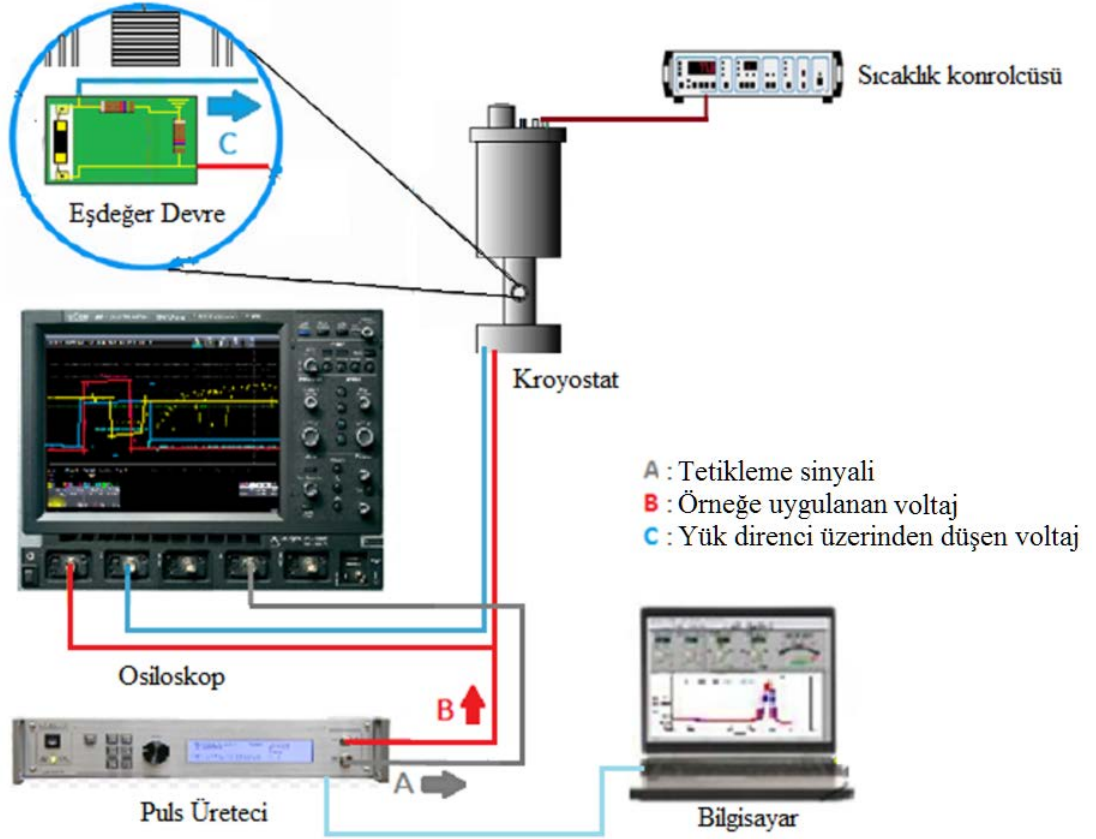 C
Eşdeğer Devre
Sıcaklık konrolcüsü
Kroyostat
A : Tetikleme sinyali
B : Örneğe uygulanan voltaj
C : Yük direnci üzerinden düşen voltaj
Osiloskop
B
A
Puls Üreteci
Bilgisayar